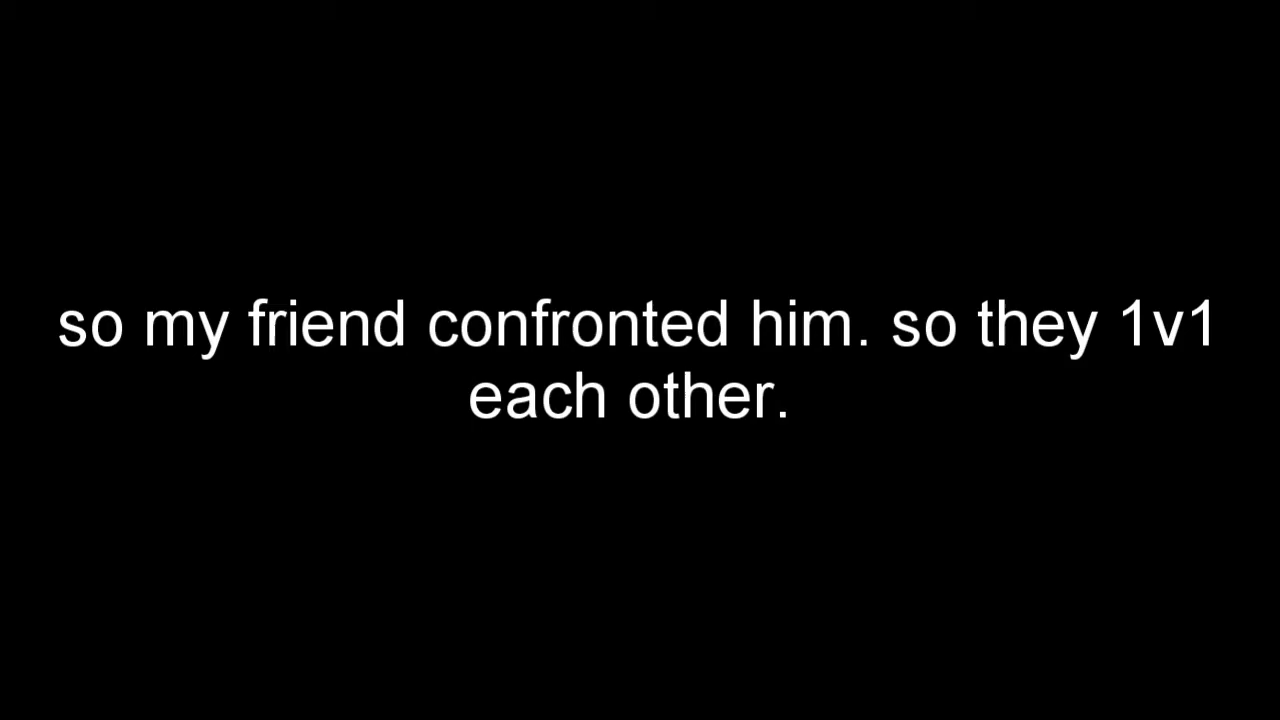 so my friend confronted him. so they 1v1
each other.